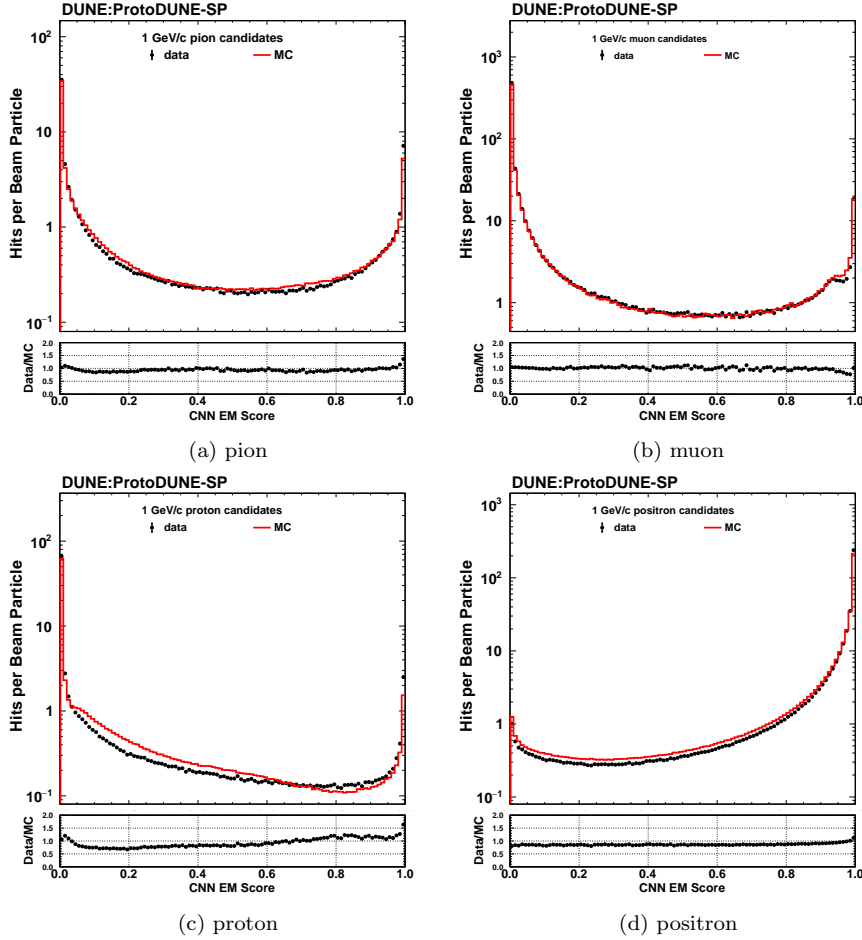 DUNE:ProtoDUNE-SP
1 GeV/c pion candidates
data MC
Hits per Beam Particle
10²
10
1
10⁻¹
Data/MC
2.0
1.5
1.0
0.5
0.0
0.0 0.2 0.4 0.6 0.8 1.0
CNN EM Score
(a) pion
DUNE:ProtoDUNE-SP
1 GeV/c muon candidates
data MC
Hits per Beam Particle
10³
10²
10
1
Data/MC
2.0
1.5
1.0
0.5
0.0
0.0 0.2 0.4 0.6 0.8 1.0
CNN EM Score
(b) muon
DUNE:ProtoDUNE-SP
1 GeV/c proton candidates
data MC
Hits per Beam Particle
10²
10
1
10⁻¹
Data/MC
2.0
1.5
1.0
0.5
0.0
0.0 0.2 0.4 0.6 0.8 1.0
CNN EM Score
(c) proton
DUNE:ProtoDUNE-SP
1 GeV/c positron candidates
data MC
Hits per Beam Particle
10³
10²
10
1
10⁻¹
Data/MC
2.0
1.5
1.0
0.5
0.0
0.0 0.2 0.4 0.6 0.8 1.0
CNN EM Score
(d) positron